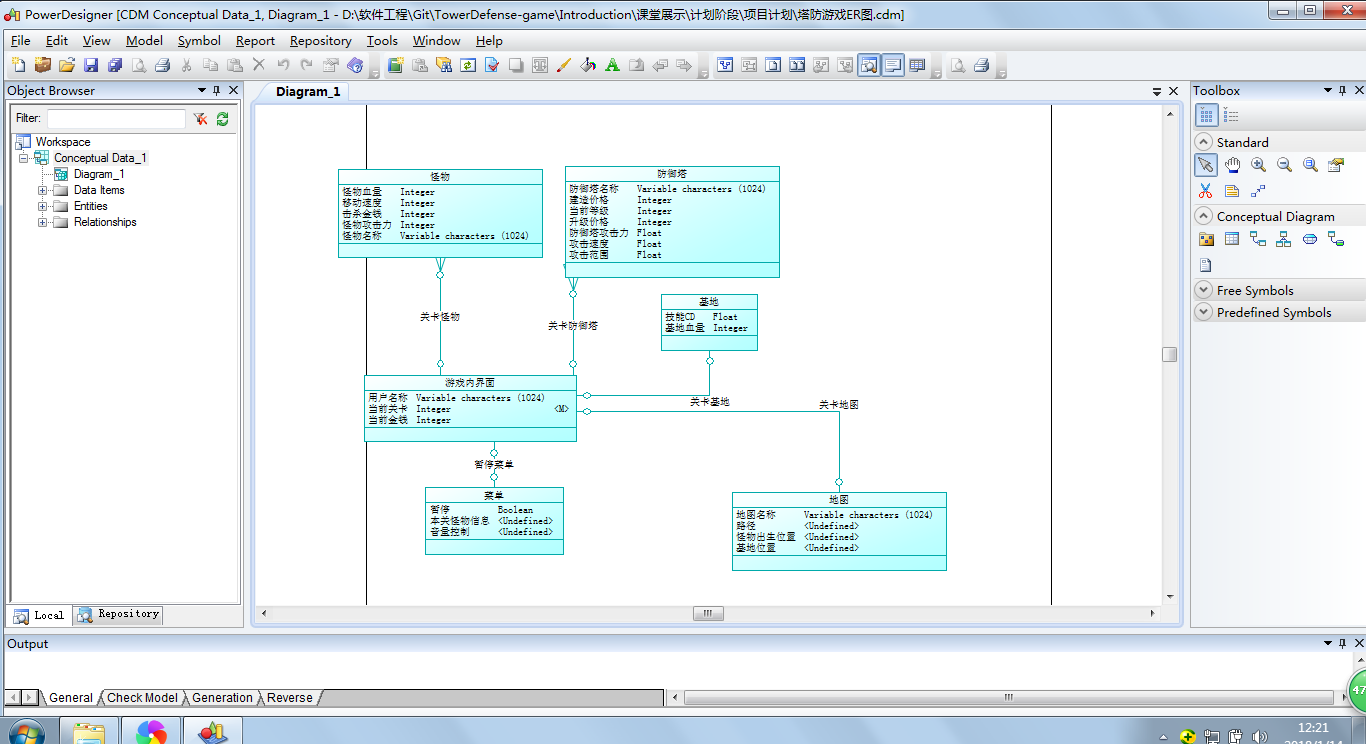 PowerDesigner [CDM Conceptual Data_1, Diagram_1 - D:\软件工程\Git\TowerDefense-game\Introduction\课堂展示\计划阶段\项目计划\塔防游戏ER图.cdm]
File Edit View Model Symbol Report Repository Tools Window Help
Object Browser
Filter:
Workspace
Conceptual Data_1
Diagram_1
Data Items
Entities
Relationships
Local Repository
Diagram_1
怪物
怪物血量 Integer
移动速度 Integer
击杀金钱 Integer
怪物攻击力 Integer
怪物名称 Variable characters (1024)
防御塔
防御塔名称 Variable characters (1024)
建造价格 Integer
当前等级 Integer
升级价格 Integer
防御塔攻击力 Float
攻击速度 Float
攻击范围 Float
基地
技能CD Float
基地血量 Integer
关卡怪物
关卡防御塔
游戏内界面
用户名称 Variable characters (1024)
当前关卡 Integer <M>
当前金钱 Integer
关卡基地
关卡地图
暂停菜单
菜单
暂停 Boolean
本关怪物信息 <Undefined>
音量控制 <Undefined>
地图
地图名称 Variable characters (1024)
路径 <Undefined>
怪物出生位置 <Undefined>
基地位置 <Undefined>
Toolbox
Standard
Conceptual Diagram
Free Symbols
Predefined Symbols
Output
General Check Model Generation Reverse
47
12:21
2018/1/14